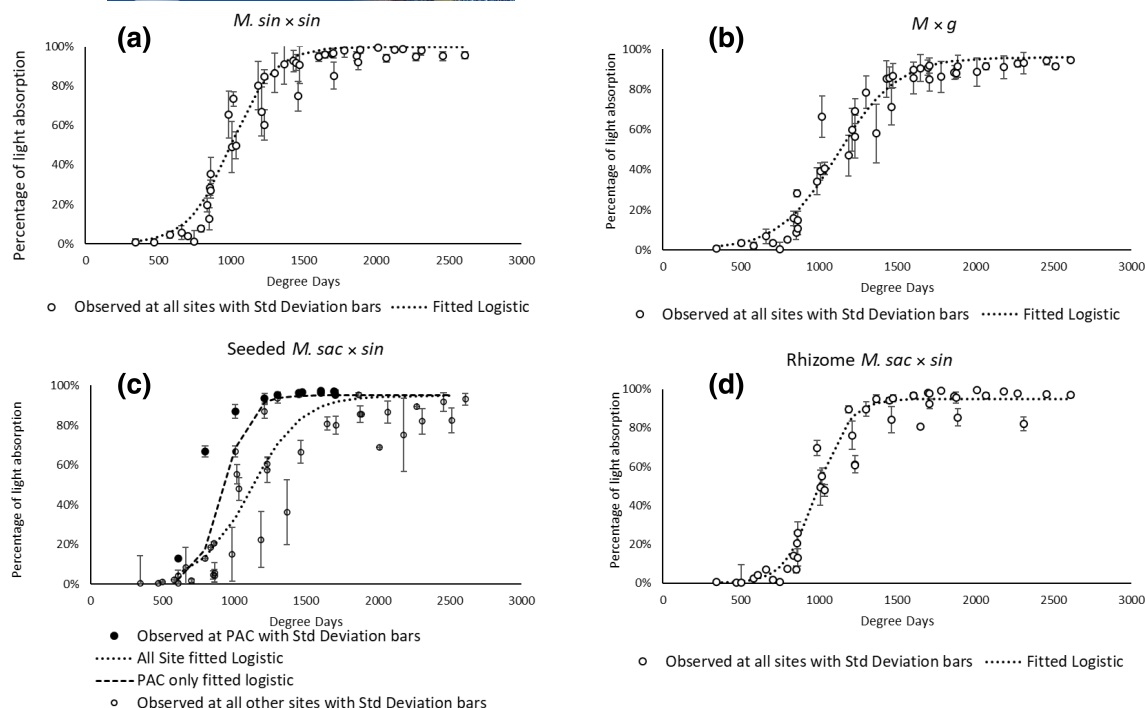 (a)
M. sin × sin
Percentage of light absorption
100%
80%
60%
40%
20%
0%
0 500 1000 1500 2000 2500 3000
Degree Days
Observed at all sites with Std Deviation bars Fitted Logistic
(b)
M × g
Percentage of light absorption
100%
80%
60%
40%
20%
0%
0 500 1000 1500 2000 2500 3000
Degree Days
Observed at all sites with Std Deviation bars Fitted Logistic
Seeded M. sac × sin
(c)
Percentage of light absorption
100%
80%
60%
40%
20%
0%
0 500 1000 1500 2000 2500 3000
Degree Days
Observed at PAC with Std Deviation bars
All Site fitted Logistic
PAC only fitted logistic
Observed at all other sites with Std Deviation bars
Rhizome M. sac × sin
(d)
Percentage of light absorption
100%
80%
60%
40%
20%
0%
0 500 1000 1500 2000 2500 3000
Degree Days
Observed at all sites with Std Deviation bars Fitted Logistic